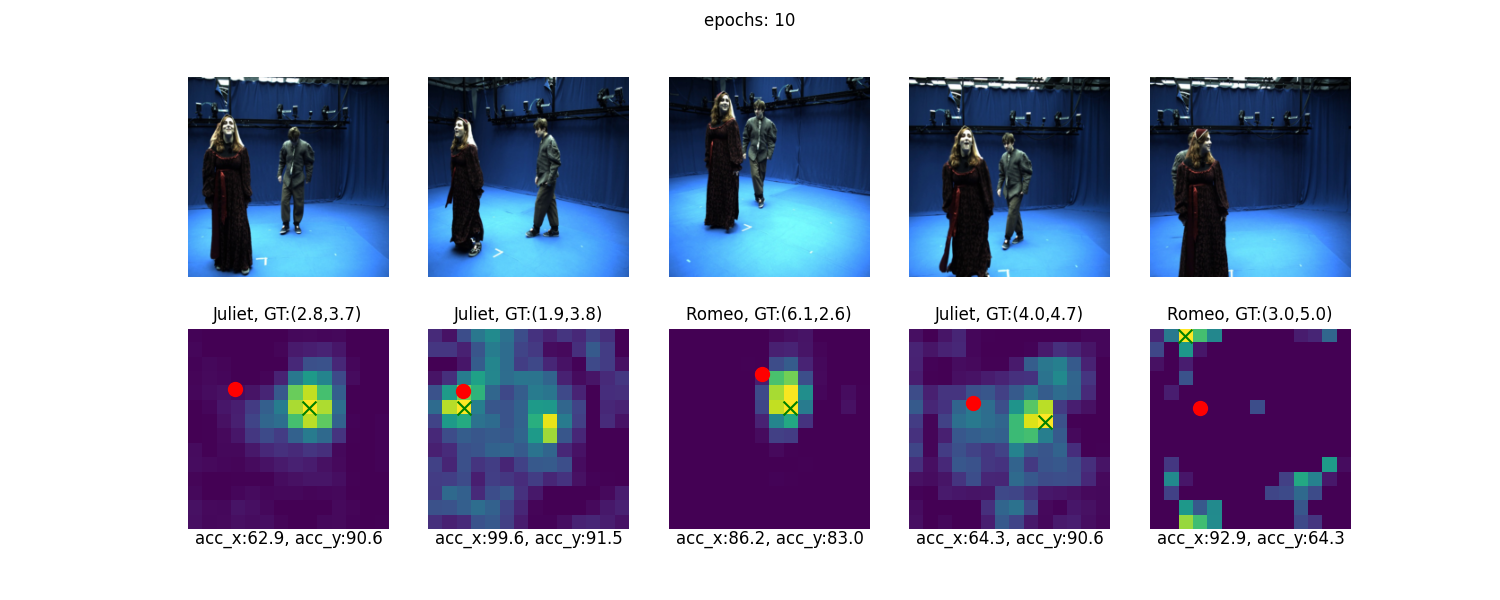 epochs: 10
Juliet, GT:(2.8,3.7)
Juliet, GT:(1.9,3.8)
Romeo, GT:(6.1,2.6)
Juliet, GT:(4.0,4.7)
Romeo, GT:(3.0,5.0)
acc_x:62.9, acc_y:90.6
acc_x:99.6, acc_y:91.5
acc_x:86.2, acc_y:83.0
acc_x:64.3, acc_y:90.6
acc_x:92.9, acc_y:64.3